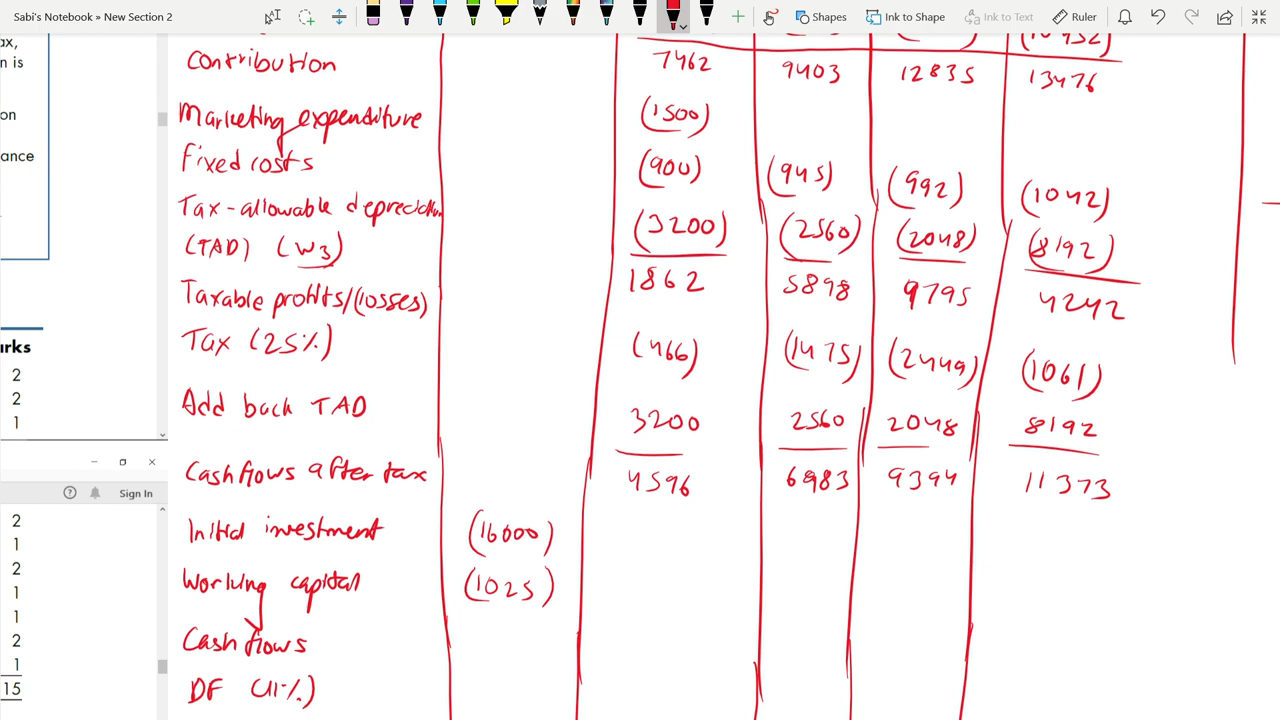 Sabi's Notebook » New Section 2
Shapes
Ink to Shape
Ink to Text
Ruler
ax,
n is
on
ance
Contribution 7462 9403 12835 13476
Marketing expenditure (1500)
Fixed costs (900) (945) (992) (1042)
Tax-allowable depreciation
(TAD) (W3) (3200) (2560) (2048) (8192)
Taxable profits/(losses) 1862 5898 9795 4242
Tax (25%) (466) (1475) (2449) (1061)
Add back TAD 3200 2560 2048 8192
Cashflows after tax 4596 6983 9394 11373
Initial investment (16000)
Working capital (1025)
Cash flows
DF (11%)
rks
2
2
1
Sign In
2
1
2
1
1
2
1
15